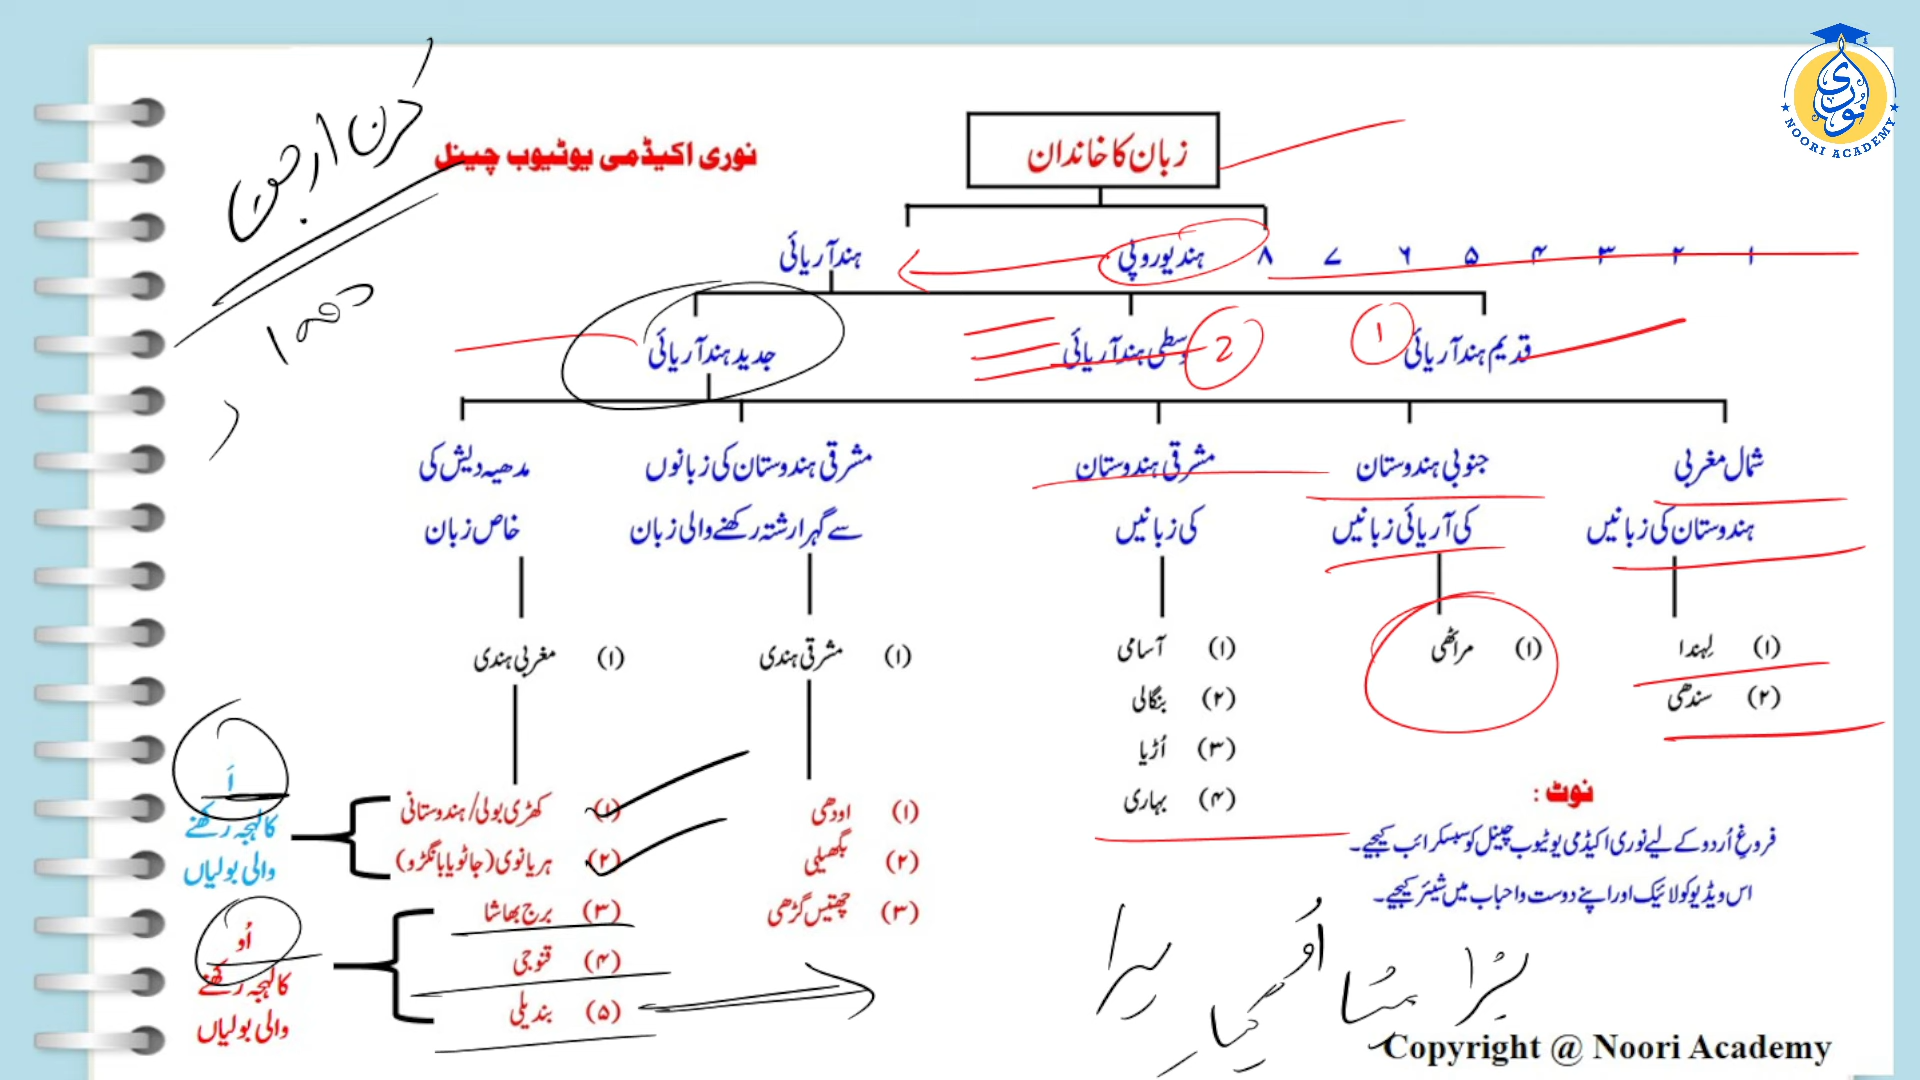 NOORI ACADEMY
نوری
نوری اکیڈمی یوٹیوب چینل
زبان کا خاندان
۱ ۲ ۳ ۴ ۵ ۶ ۷ ۸ ہند یوروپی
ہند آریائی
قدیم ہند آریائی
1
وسطی ہند آریائی
2
جدید ہند آریائی
شمال مغربی
ہندوستان کی زبانیں
(۱) لہندا
(۲) سندھی
جنوبی ہندوستان
کی آریائی زبانیں
(۱) مراٹھی
مشرقی ہندوستان
کی زبانیں
(۱) آسامی
(۲) بنگالی
(۳) اُڑیا
(۴) بہاری
مشرقی ہندوستان کی زبانوں
سے گہرا رشتہ رکھنے والی زبان
(۱) مشرقی ہندی
(۱) اودھی
(۲) بگھیلی
(۳) چھتیس گڑھی
مدھیہ دیش کی
خاص زبان
(۱) مغربی ہندی
(۱) کھڑی بولی/ ہندوستانی
(۲) ہریانوی (جاٹو یا بانگڑو)
(۳) برج بھاشا
(۴) قنوجی
(۵) بندیلی
اَ
کا لہجہ رکھنے
والی بولیاں
اُو
کا لہجہ رکھنے
والی بولیاں
نوٹ :
فروغِ اُردو کے لیے نوری اکیڈمی یوٹیوب چینل کو سبسکرائب کیجیے۔
اس ویڈیو کو لائیک اور اپنے دوست و احباب میں شیئر کیجیے۔
Copyright @ Noori Academy